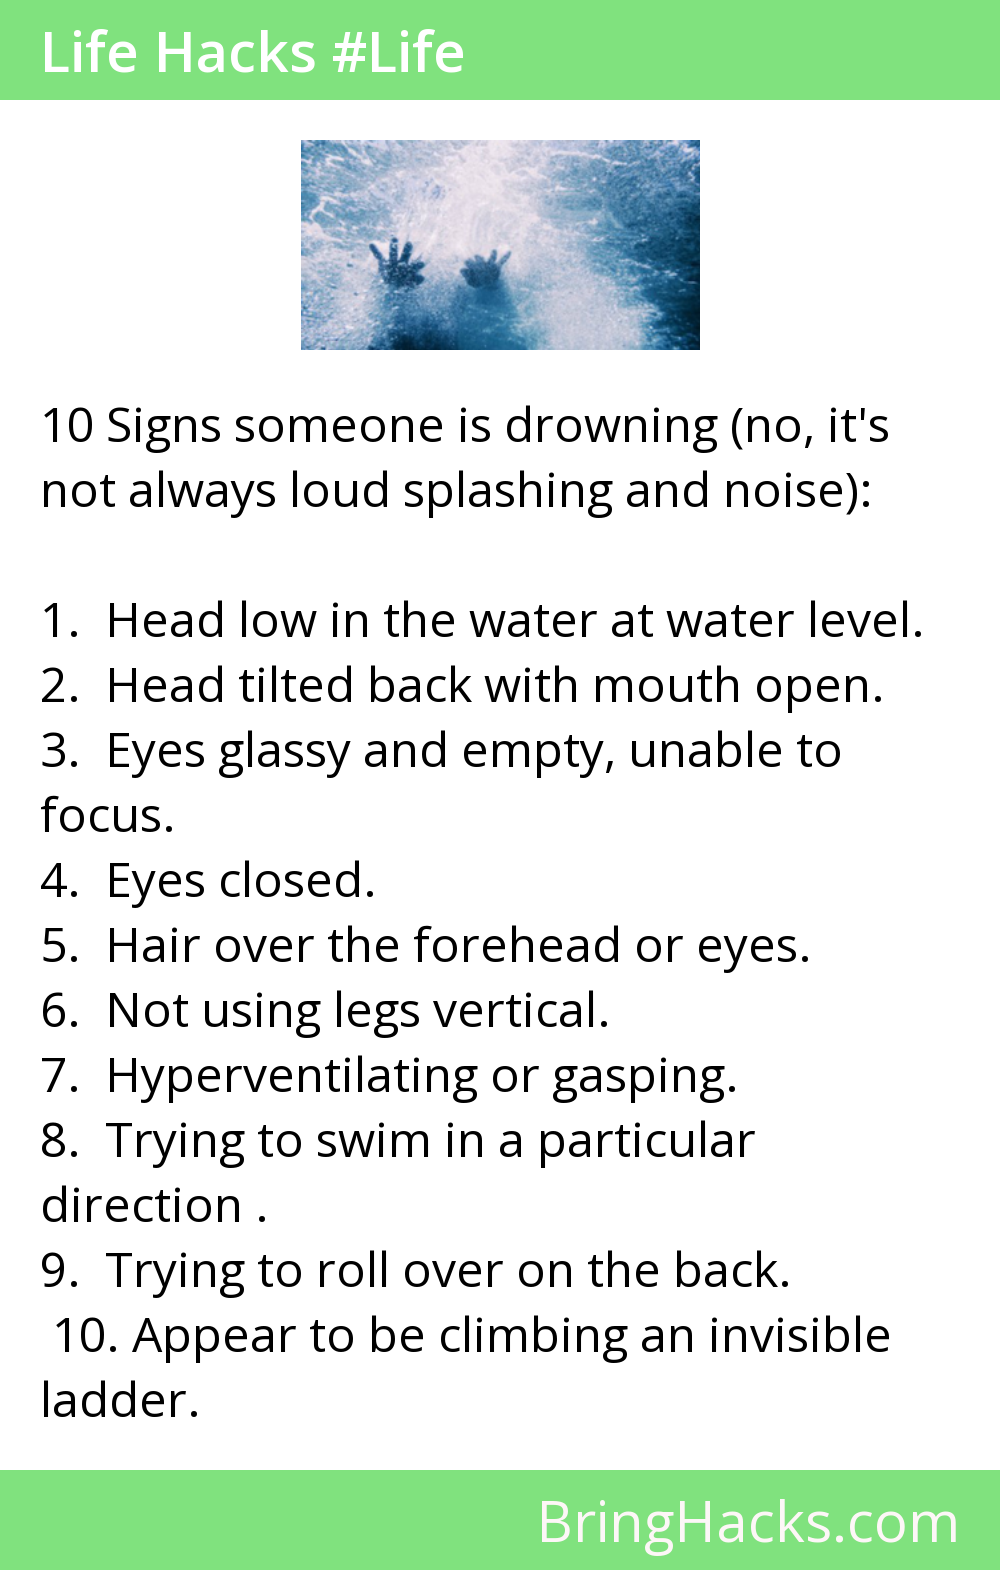 Life Hacks #Life
10 Signs someone is drowning (no, it's
not always loud splashing and noise):
1.  Head low in the water at water level.
2.  Head tilted back with mouth open.
3.  Eyes glassy and empty, unable to
focus.
4.  Eyes closed.
5.  Hair over the forehead or eyes.
6.  Not using legs vertical.
7.  Hyperventilating or gasping.
8.  Trying to swim in a particular
direction .
9.  Trying to roll over on the back.
10. Appear to be climbing an invisible
ladder.
BringHacks.com